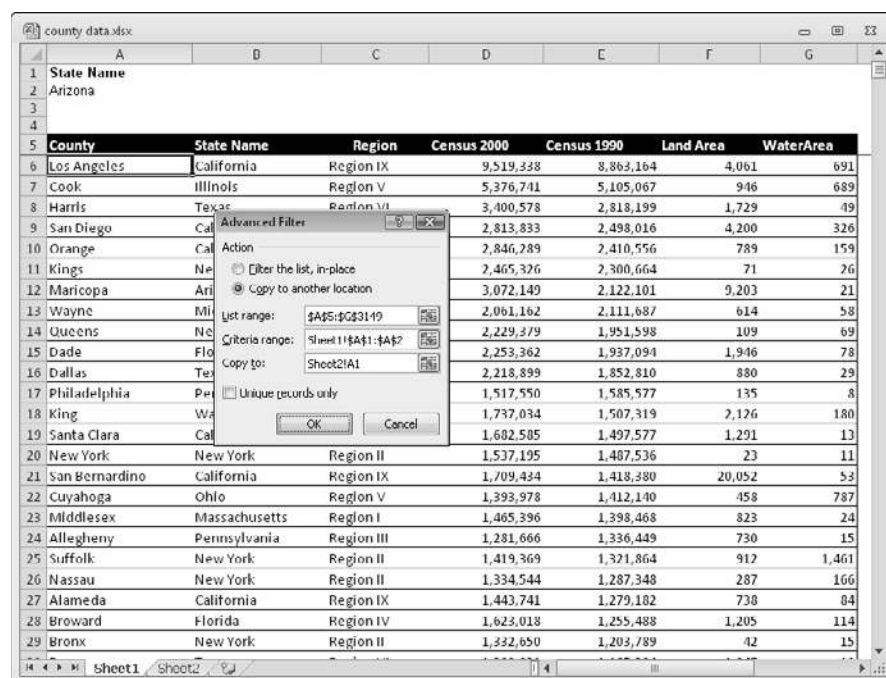 county data.xlsx
A B C D E F G
1 State Name
2 Arizona
3
4
5 County State Name Region Census 2000 Census 1990 Land Area WaterArea
6 Los Angeles California Region IX 9,519,338 8,863,164 4,061 691
7 Cook Illinois Region V 5,376,741 5,105,067 946 689
8 Harris Texas Region VI 3,400,578 2,818,199 1,729 49
9 San Diego Cal 2,813,833 2,498,016 4,200 326
10 Orange Cal 2,846,289 2,410,556 789 159
11 Kings Ne 2,465,326 2,300,664 71 26
12 Maricopa Ari 3,072,149 2,122,101 9,203 21
13 Wayne Mi 2,061,162 2,111,687 614 58
14 Queens Ne 2,229,379 1,951,598 109 69
15 Dade Flo 2,253,362 1,937,094 1,946 78
16 Dallas Te 2,218,899 1,852,810 880 29
17 Philadelphia Pe 1,517,550 1,585,577 135 8
18 King Wa 1,737,034 1,507,319 2,126 180
19 Santa Clara Cal 1,682,585 1,497,577 1,291 13
20 New York New York Region II 1,537,195 1,487,536 23 11
21 San Bernardino California Region IX 1,709,434 1,418,380 20,052 53
22 Cuyahoga Ohio Region V 1,393,978 1,412,140 458 787
23 Middlesex Massachusetts Region I 1,465,396 1,398,468 823 24
24 Allegheny Pennsylvania Region III 1,281,666 1,336,449 730 15
25 Suffolk New York Region II 1,419,369 1,321,864 912 1,461
26 Nassau New York Region II 1,334,544 1,287,348 287 166
27 Alameda California Region IX 1,443,741 1,279,182 738 84
28 Broward Florida Region IV 1,623,018 1,255,488 1,205 114
29 Bronx New York Region II 1,332,650 1,203,789 42 15
Advanced Filter
Action
Filter the list, in-place
Copy to another location
List range: $A$5:$G$3149
Criteria range: Sheet1!$A$1:$A$2
Copy to: Sheet2!A1
Unique records only
OK Cancel
Sheet1 Sheet2